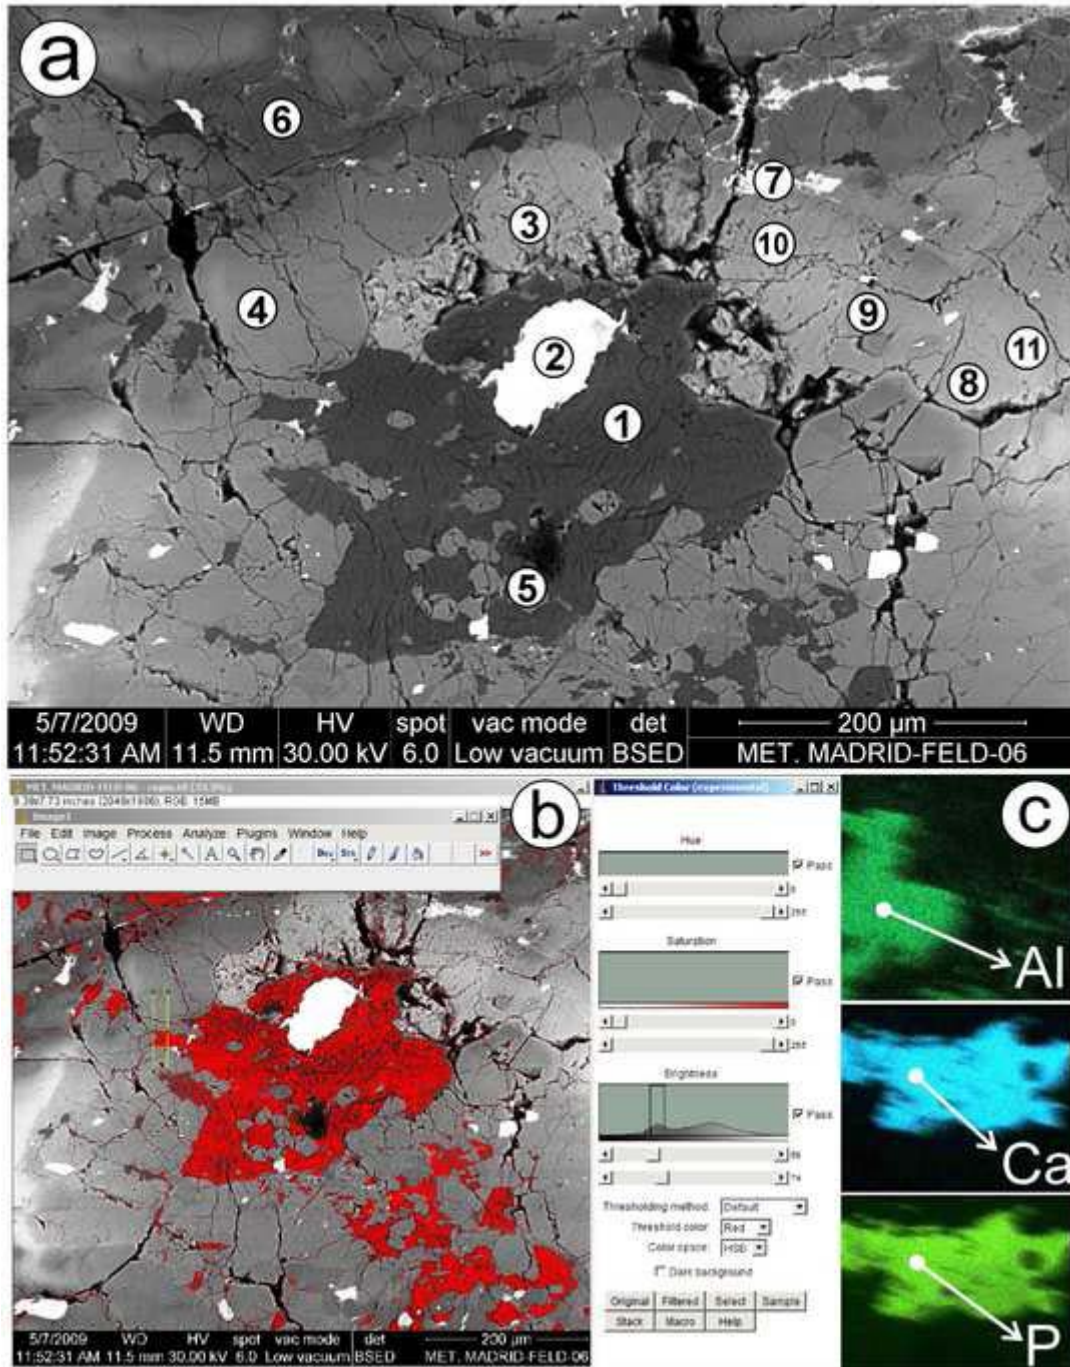 a
6
7
3
10
4
9
2
11
8
1
5
5/7/2009 WD HV spot vac mode det 200 µm
11:52:31 AM 11.5 mm 30.00 kV 6.0 Low vacuum BSED MET. MADRID-FELD-06
b
File Edit Image Process Analyze Plugins Window Help
5/7/2009 WD HV spot vac mode det 200 µm
11:52:31 AM 11.5 mm 30.00 kV 6.0 Low vacuum BSED MET. MADRID-FELD-06
Threshold Color (experimental)
Hue
Pass
Saturation
Pass
Brightness
Pass
Thresholding method: Default
Threshold color: Red
Color space: HSB
Dark background
Original Filtered Select Sample
Stack Macro Help
c
Al
Ca
P